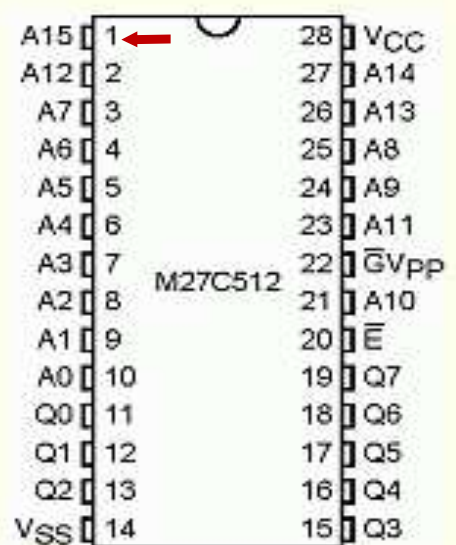 A15 1 28 VCC
A12 2 27 A14
A7 3 26 A13
A6 4 25 A8
A5 5 24 A9
A4 6 23 A11
A3 7 22 G̅VPP
M27C512
A2 8 21 A10
A1 9 20 E̅
A0 10 19 Q7
Q0 11 18 Q6
Q1 12 17 Q5
Q2 13 16 Q4
VSS 14 15 Q3